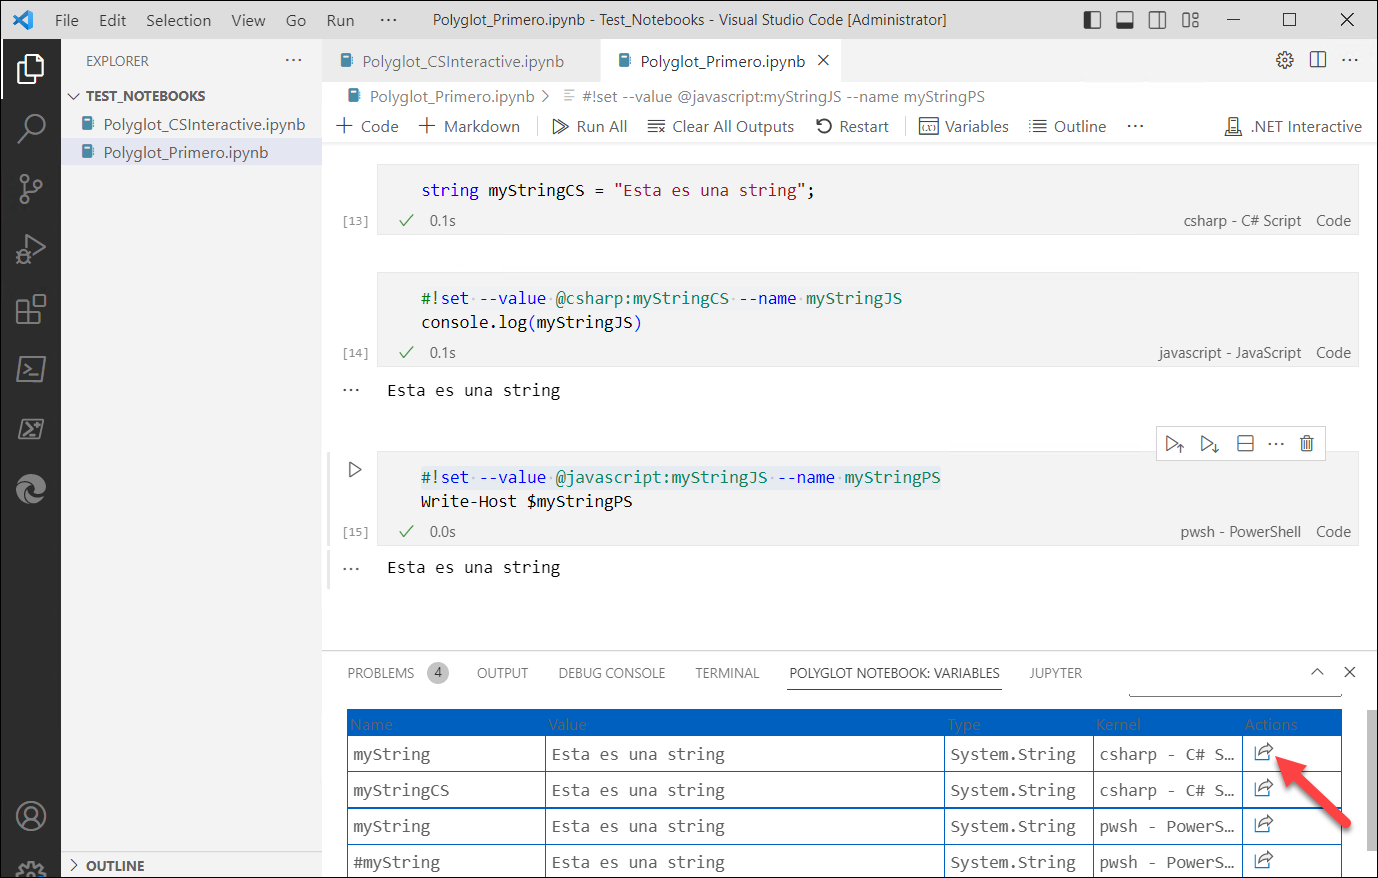 File Edit Selection View Go Run ··· Polyglot_Primero.ipynb - Test_Notebooks - Visual Studio Code [Administrator]
EXPLORER ···
TEST_NOTEBOOKS
Polyglot_CSInteractive.ipynb
Polyglot_Primero.ipynb
OUTLINE
Polyglot_CSInteractive.ipynb Polyglot_Primero.ipynb
Polyglot_Primero.ipynb > #!set --value @javascript:myStringJS --name myStringPS
+ Code + Markdown Run All Clear All Outputs Restart Variables Outline ··· .NET Interactive
string myStringCS = "Esta es una string";
[13] 0.1s csharp - C# Script Code
#!set --value @csharp:myStringCS --name myStringJS
console.log(myStringJS)
[14] 0.1s javascript - JavaScript Code
··· Esta es una string
#!set --value @javascript:myStringJS --name myStringPS
Write-Host $myStringPS
[15] 0.0s pwsh - PowerShell Code
··· Esta es una string
PROBLEMS 4 OUTPUT DEBUG CONSOLE TERMINAL POLYGLOT NOTEBOOK: VARIABLES JUPYTER
Name Value Type Kernel Actions
myString Esta es una string System.String csharp - C# S…
myStringCS Esta es una string System.String csharp - C# S…
myString Esta es una string System.String pwsh - PowerS…
#myString Esta es una string System.String pwsh - PowerS…